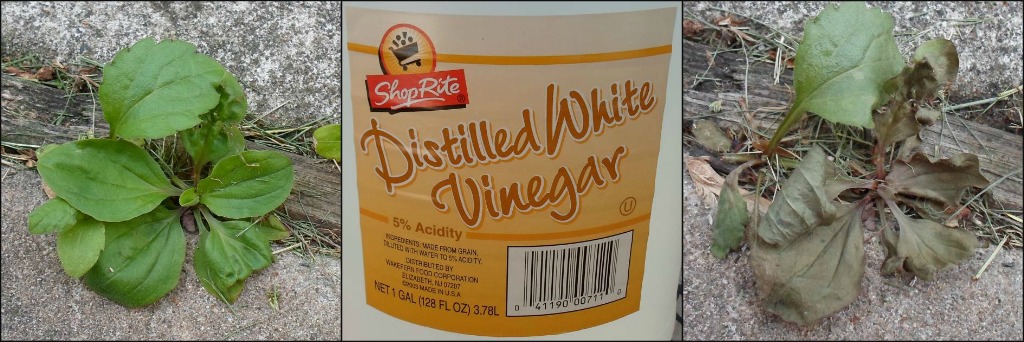 ShopRite®
Distilled White
Vinegar
5% Acidity
INGREDIENTS: MADE FROM GRAIN,
DILUTED WITH WATER TO 5% ACIDITY.
DISTRIBUTED BY
WAKEFERN FOOD CORPORATION
ELIZABETH, NJ 07207
©2003 MADE IN U.S.A.
NET 1 GAL (128 FL OZ) 3.78L
U
0 41190 00711 0